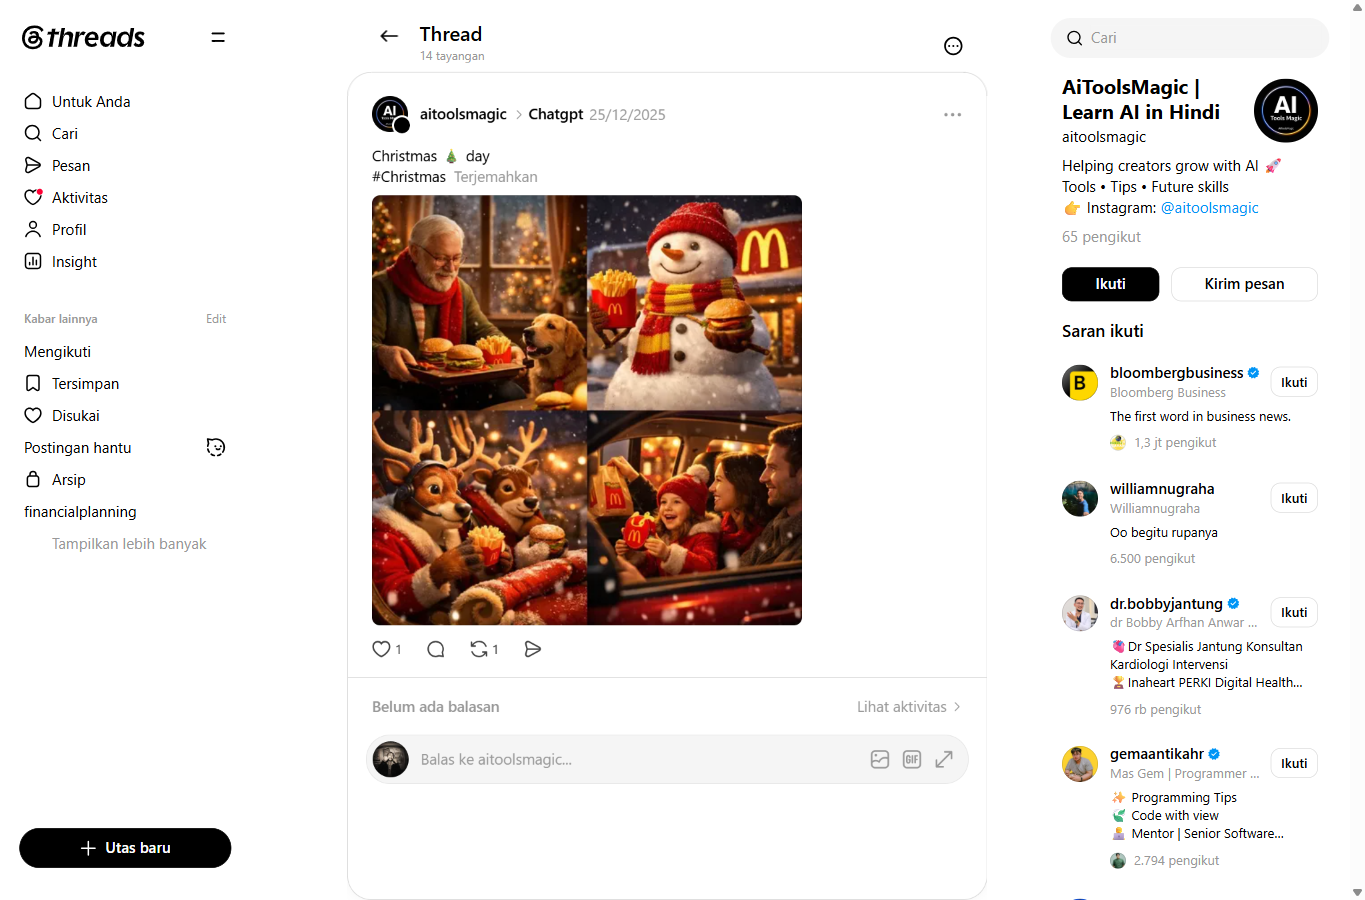 threads
Untuk Anda
Cari
Pesan
Aktivitas
Profil
Insight
Kabar lainnya
Edit
Mengikuti
Tersimpan
Disukai
Postingan hantu
Arsip
financialplanning
Tampilkan lebih banyak
Utas baru
Thread
14 tayangan
AI
aitoolsmagic > Chatgpt 25/12/2025
Christmas 🎄 day
#Christmas Terjemahkan
1
1
Belum ada balasan
Lihat aktivitas
Balas ke aitoolsmagic...
GIF
Cari
AiToolsMagic |
Learn AI in Hindi
aitoolsmagic
AI
Tools Magic
Helping creators grow with AI 🚀
Tools • Tips • Future skills
👉 Instagram: @aitoolsmagic
65 pengikut
Ikuti
Kirim pesan
Saran ikuti
B
bloombergbusiness
Bloomberg Business
Ikuti
The first word in business news.
1,3 jt pengikut
williamnugraha
Williamnugraha
Ikuti
Oo begitu rupanya
6.500 pengikut
dr.bobbyjantung
dr Bobby Arfhan Anwar ...
Ikuti
🫀Dr Spesialis Jantung Konsultan
Kardiologi Intervensi
🏆Inaheart PERKI Digital Health...
976 rb pengikut
gemaantikahr
Mas Gem | Programmer ...
Ikuti
✨ Programming Tips
🌱 Code with view
Mentor | Senior Software...
2.794 pengikut